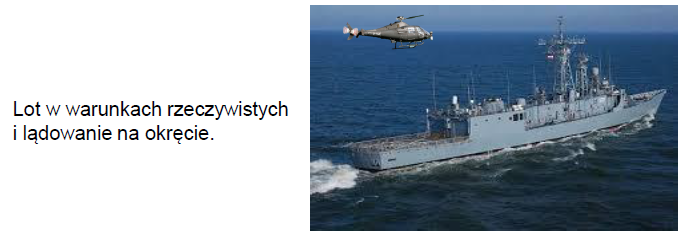 Lot w warunkach rzeczywistych
i lądowanie na okręcie.